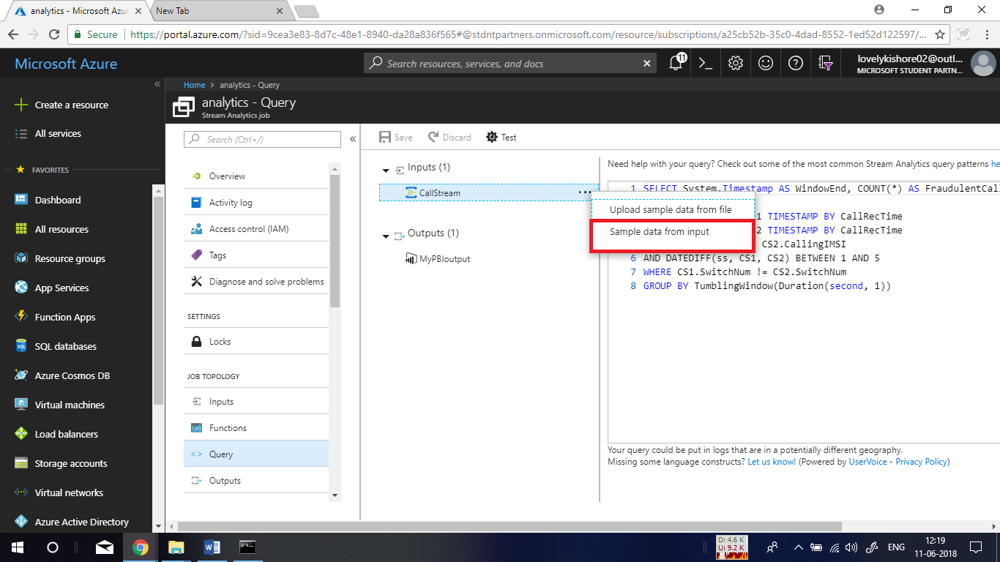 analytics - Microsoft Azur
New Tab
Secure
https://portal.azure.com/?sid=9cea3e83-8d7c-48e1-8940-da28a836f565#@stdntpartners.onmicrosoft.com/resource/subscriptions/a25cb52b-35c0-4dad-8552-1ed52d122597/...
Microsoft Azure
Search resources, services, and docs
11
lovelykishore02@outl...
MICROSOFT STUDENT PARTN...
Create a resource
All services
FAVORITES
Dashboard
All resources
Resource groups
App Services
Function Apps
SQL databases
Azure Cosmos DB
Virtual machines
Load balancers
Storage accounts
Virtual networks
Azure Active Directory
Home > analytics - Query
analytics - Query
Stream Analytics job
Search (Ctrl+/)
Overview
Activity log
Access control (IAM)
Tags
Diagnose and solve problems
SETTINGS
Locks
JOB TOPOLOGY
Inputs
Functions
Query
Outputs
Save
Discard
Test
Inputs (1)
CallStream
...
Outputs (1)
MyPBIoutput
Upload sample data from file
Sample data from input
Need help with your query? Check out some of the most common Stream Analytics query patterns he
1 SELECT System.Timestamp AS WindowEnd, COUNT(*) AS FraudulentCal
1 TIMESTAMP BY CallRecTime
2 TIMESTAMP BY CallRecTime
CS2.CallingIMSI
6 AND DATEDIFF(ss, CS1, CS2) BETWEEN 1 AND 5
7 WHERE CS1.SwitchNum != CS2.SwitchNum
8 GROUP BY TumblingWindow(Duration(second, 1))
Your query could be put in logs that are in a potentially different geography.
Missing some language constructs? Let us know! (Powered by UserVoice - Privacy Policy)
D: 4.6 K
U: 9.2 K
ENG
12:19
11-06-2018